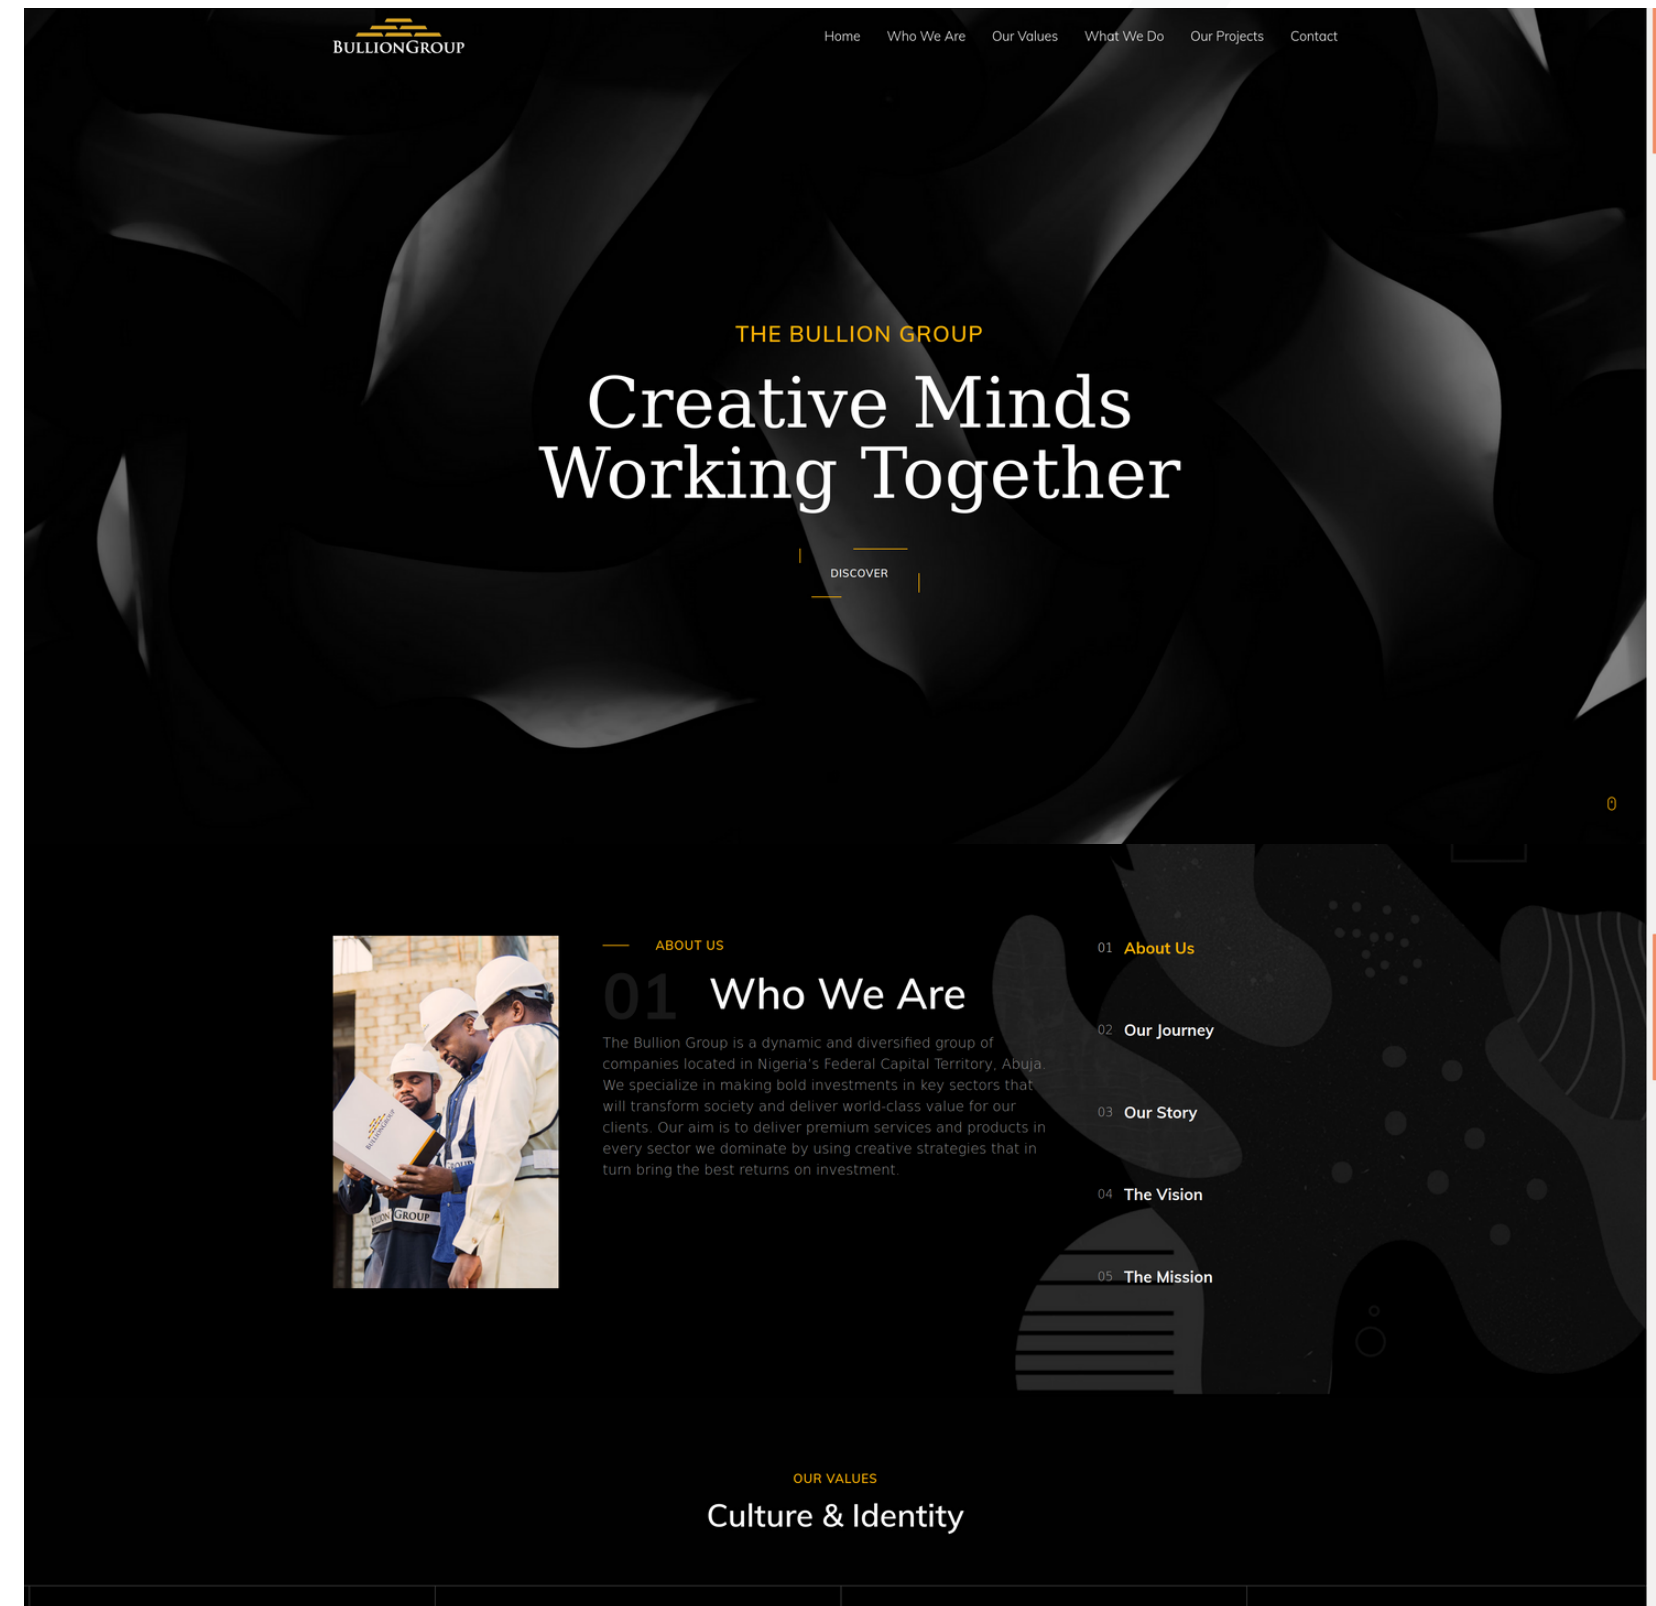 BULLIONGROUP
Home Who We Are Our Values What We Do Our Projects Contact
THE BULLION GROUP
Creative Minds
Working Together
DISCOVER
ABOUT US
01 Who We Are
The Bullion Group is a dynamic and diversified group of
companies located in Nigeria's Federal Capital Territory, Abuja.
We specialize in making bold investments in key sectors that
will transform society and deliver world-class value for our
clients. Our aim is to deliver premium services and products in
every sector we dominate by using creative strategies that in
turn bring the best returns on investment.
BULLIONGROUP
GROUP
BULLION GROUP
01 About Us
02 Our Journey
03 Our Story
04 The Vision
05 The Mission
OUR VALUES
Culture & Identity